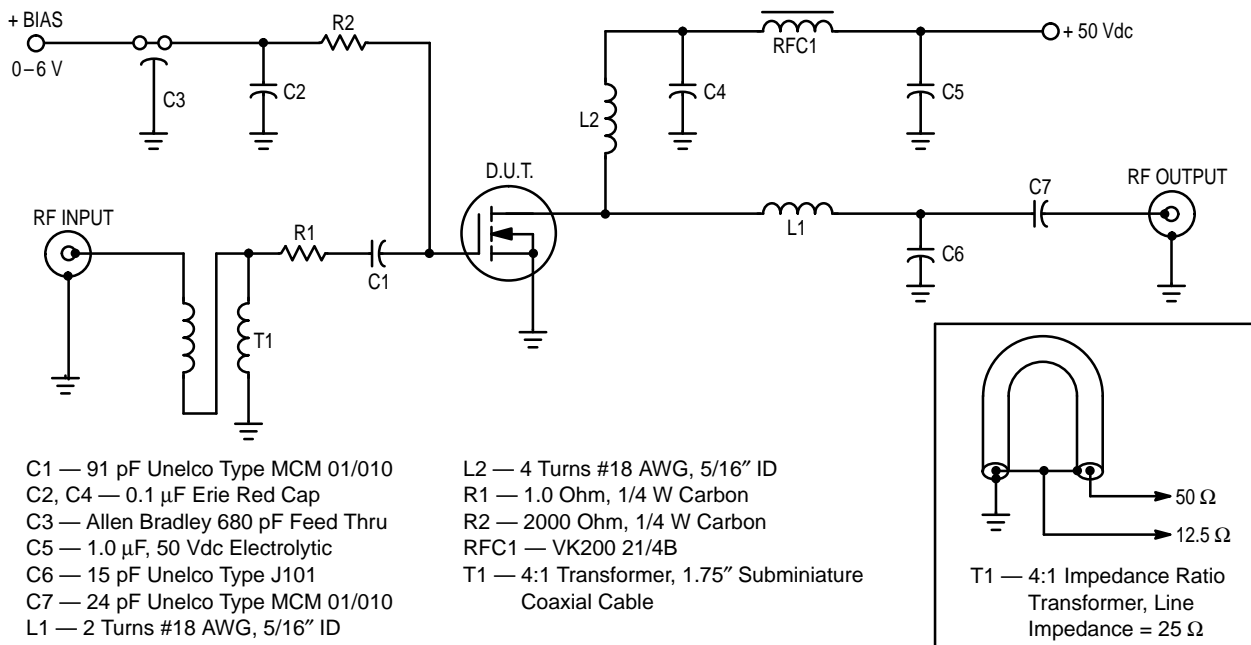 + BIAS
0–6 V
C3
C2
R2
RFC1
+ 50 Vdc
C4
C5
L2
D.U.T.
RF INPUT
R1
C1
T1
L1
C6
C7
RF OUTPUT
C1 — 91 pF Unelco Type MCM 01/010
C2, C4 — 0.1 μF Erie Red Cap
C3 — Allen Bradley 680 pF Feed Thru
C5 — 1.0 μF, 50 Vdc Electrolytic
C6 — 15 pF Unelco Type J101
C7 — 24 pF Unelco Type MCM 01/010
L1 — 2 Turns #18 AWG, 5/16″ ID
L2 — 4 Turns #18 AWG, 5/16″ ID
R1 — 1.0 Ohm, 1/4 W Carbon
R2 — 2000 Ohm, 1/4 W Carbon
RFC1 — VK200 21/4B
T1 — 4:1 Transformer, 1.75″ Subminiature
Coaxial Cable
50 Ω
12.5 Ω
T1 — 4:1 Impedance Ratio
Transformer, Line
Impedance = 25 Ω